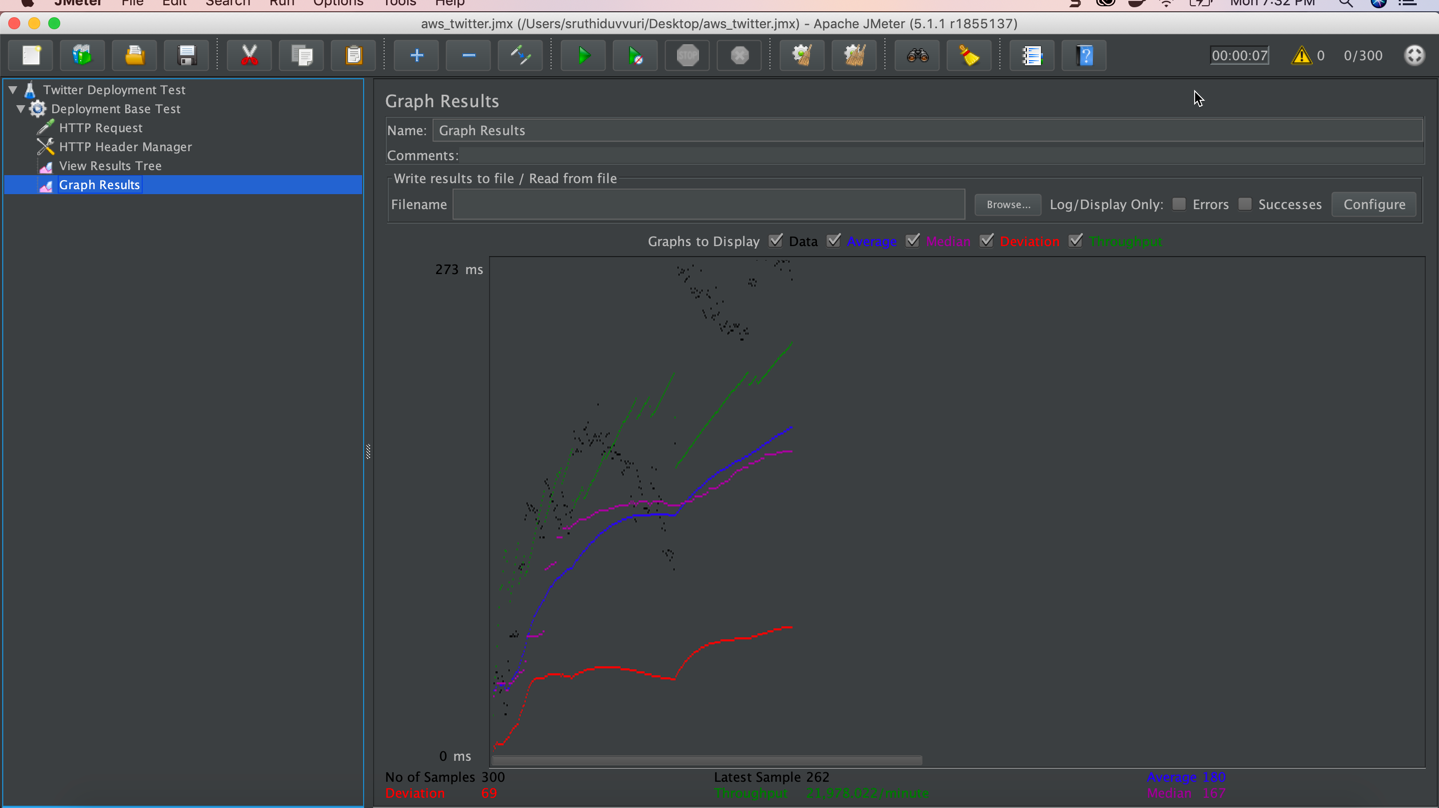 JMeter File Edit Search Run Options Tools Help Mon 7:32 PM
aws_twitter.jmx (/Users/sruthiduvvuri/Desktop/aws_twitter.jmx) - Apache JMeter (5.1.1 r1855137)
STOP 00:00:07 0 0/300
Twitter Deployment Test
Deployment Base Test
HTTP Request
HTTP Header Manager
View Results Tree
Graph Results
Graph Results
Name: Graph Results
Comments:
Write results to file / Read from file
Filename Browse... Log/Display Only: Errors Successes Configure
Graphs to Display Data Average Median Deviation Throughput
273 ms
0 ms
No of Samples 300 Latest Sample 262 Average 180
Deviation 69 Throughput 21,978.022/minute Median 167